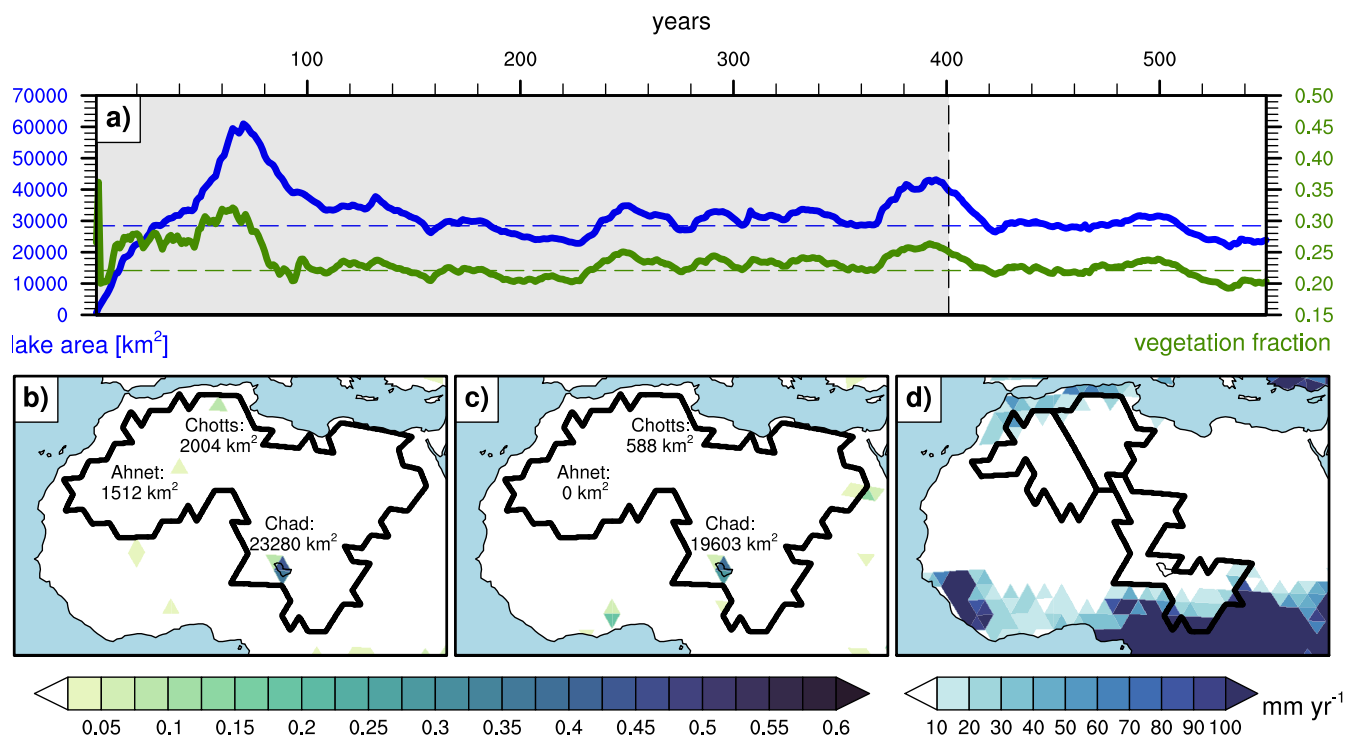 years
100 200 300 400 500
70000 a) 0.50
60000 0.45
50000 0.40
40000 0.35
30000 0.30
20000 0.25
10000 0.20
0 0.15
lake area [km²] vegetation fraction
b) c) d)
Chotts:
2004 km²
Ahnet:
1512 km²
Chad:
23280 km²
Chotts:
588 km²
Ahnet:
0 km²
Chad:
19603 km²
0.05 0.1 0.15 0.2 0.25 0.3 0.35 0.4 0.45 0.5 0.55 0.6
10 20 30 40 50 60 70 80 90 100 mm yr⁻¹